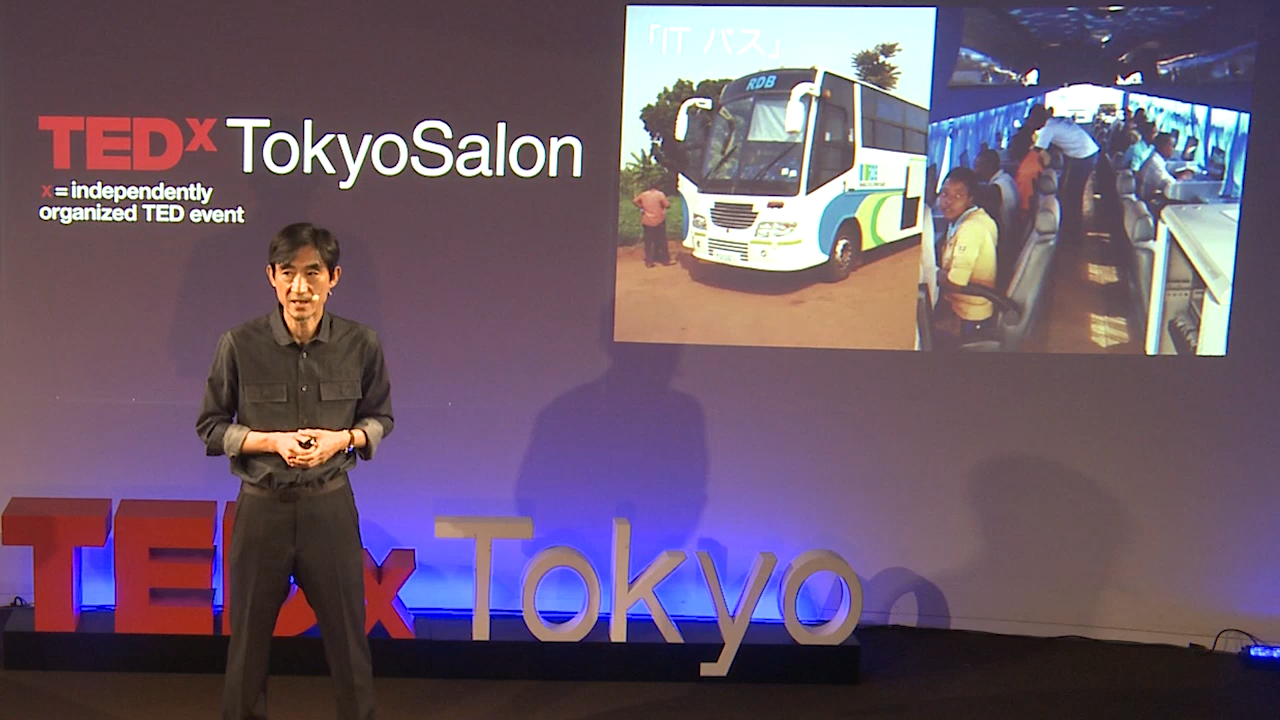 「IT バス」
RDB
TEDx TokyoSalon
x = independently
organized TED event
TEDx Tokyo